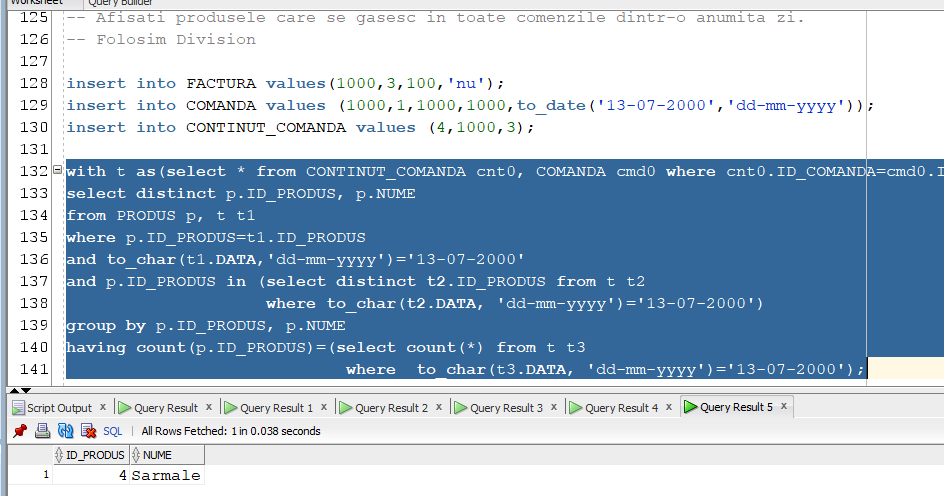 Worksheet Query Builder
125 -- Afisati produsele care se gasesc in toate comenzile dintr-o anumita zi.
126 -- Folosim Division
127
128 insert into FACTURA values(1000,3,100,'nu');
129 insert into COMANDA values (1000,1,1000,1000,to_date('13-07-2000','dd-mm-yyyy'));
130 insert into CONTINUT_COMANDA values (4,1000,3);
131
132 with t as(select * from CONTINUT_COMANDA cnt0, COMANDA cmd0 where cnt0.ID_COMANDA=cmd0.I
133 select distinct p.ID_PRODUS, p.NUME
134 from PRODUS p, t t1
135 where p.ID_PRODUS=t1.ID_PRODUS
136 and to_char(t1.DATA,'dd-mm-yyyy')='13-07-2000'
137 and p.ID_PRODUS in (select distinct t2.ID_PRODUS from t t2
138 where to_char(t2.DATA, 'dd-mm-yyyy')='13-07-2000')
139 group by p.ID_PRODUS, p.NUME
140 having count(p.ID_PRODUS)=(select count(*) from t t3
141 where to_char(t3.DATA, 'dd-mm-yyyy')='13-07-2000');
Script Output x Query Result x Query Result 1 x Query Result 2 x Query Result 3 x Query Result 4 x Query Result 5 x
SQL | All Rows Fetched: 1 in 0.038 seconds
ID_PRODUS NUME
1 4 Sarmale